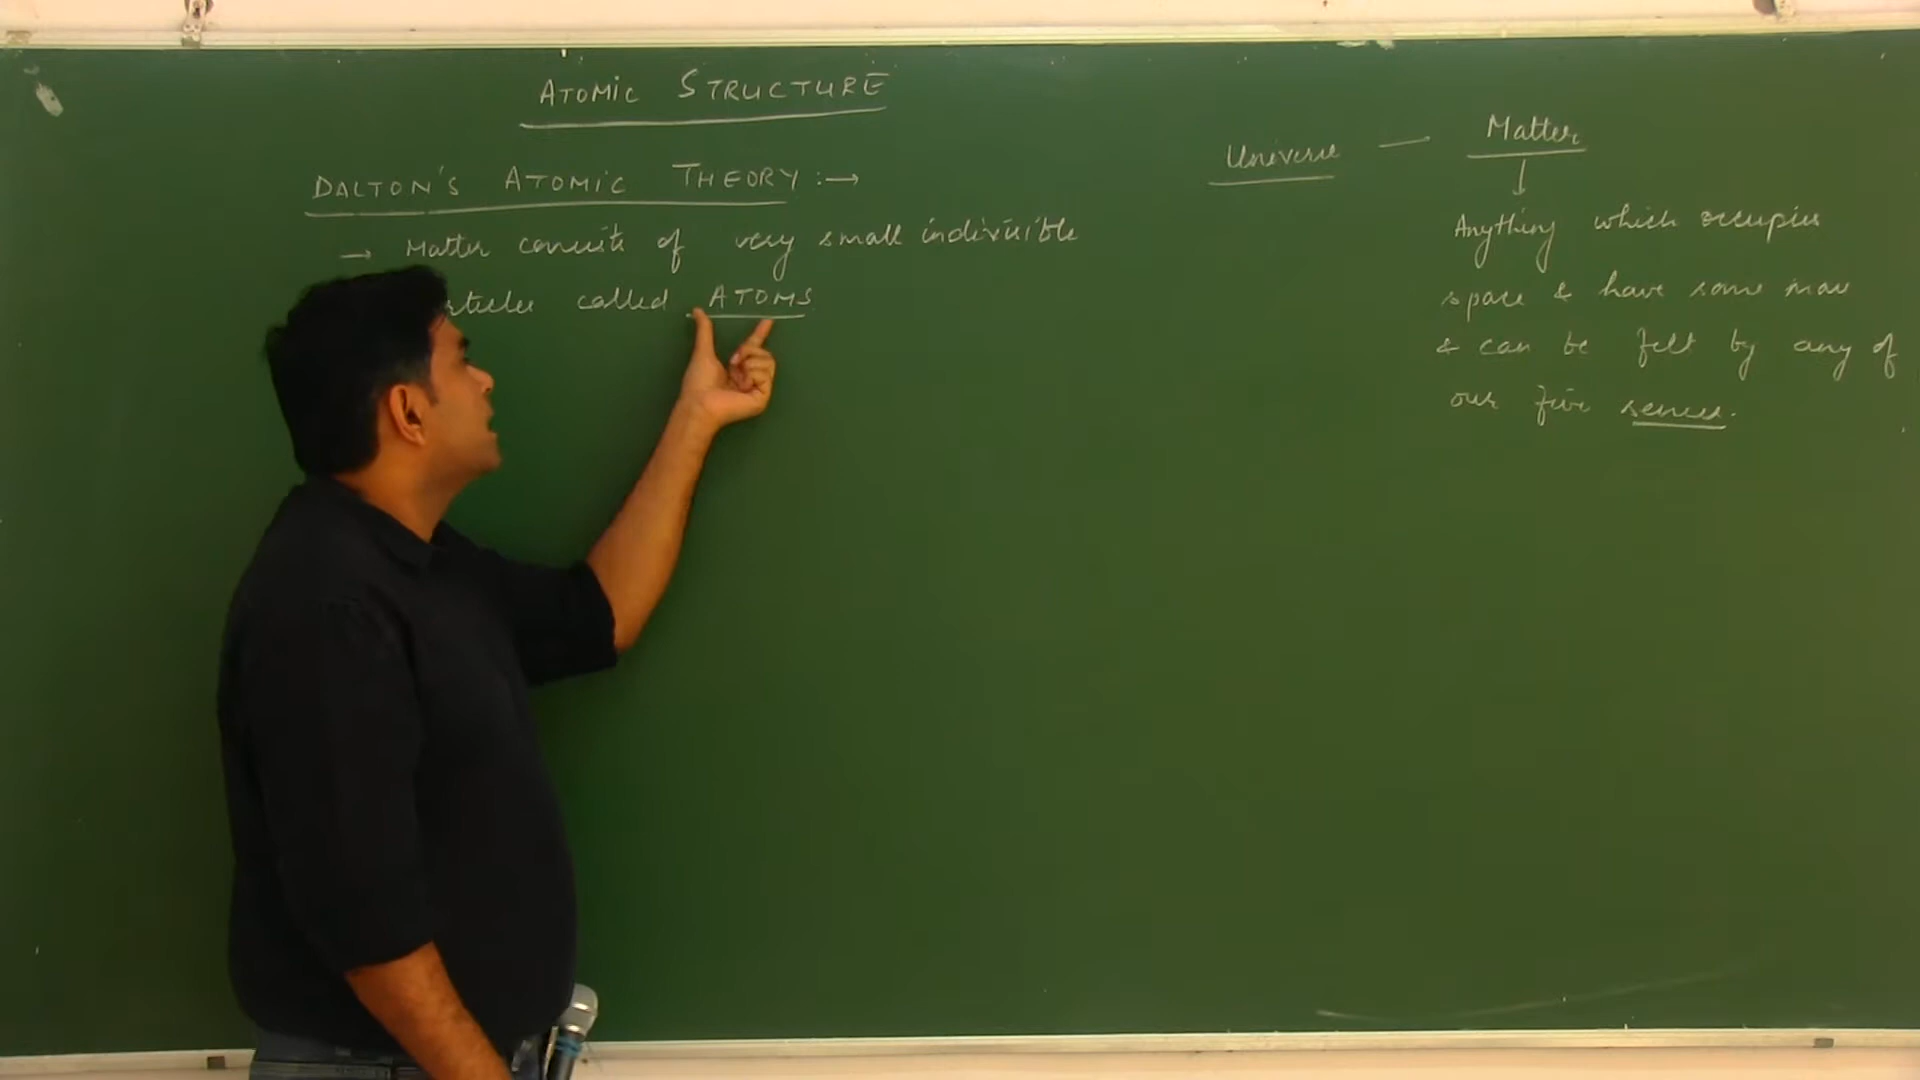 ATOMIC STRUCTURE
DALTON'S ATOMIC THEORY :→
→ Matter consists of very small indivisible
rticles called ATOMS.
Universe — Matter
↓
Anything which occupies
space & have some mass
& can be felt by any of
our five senses.